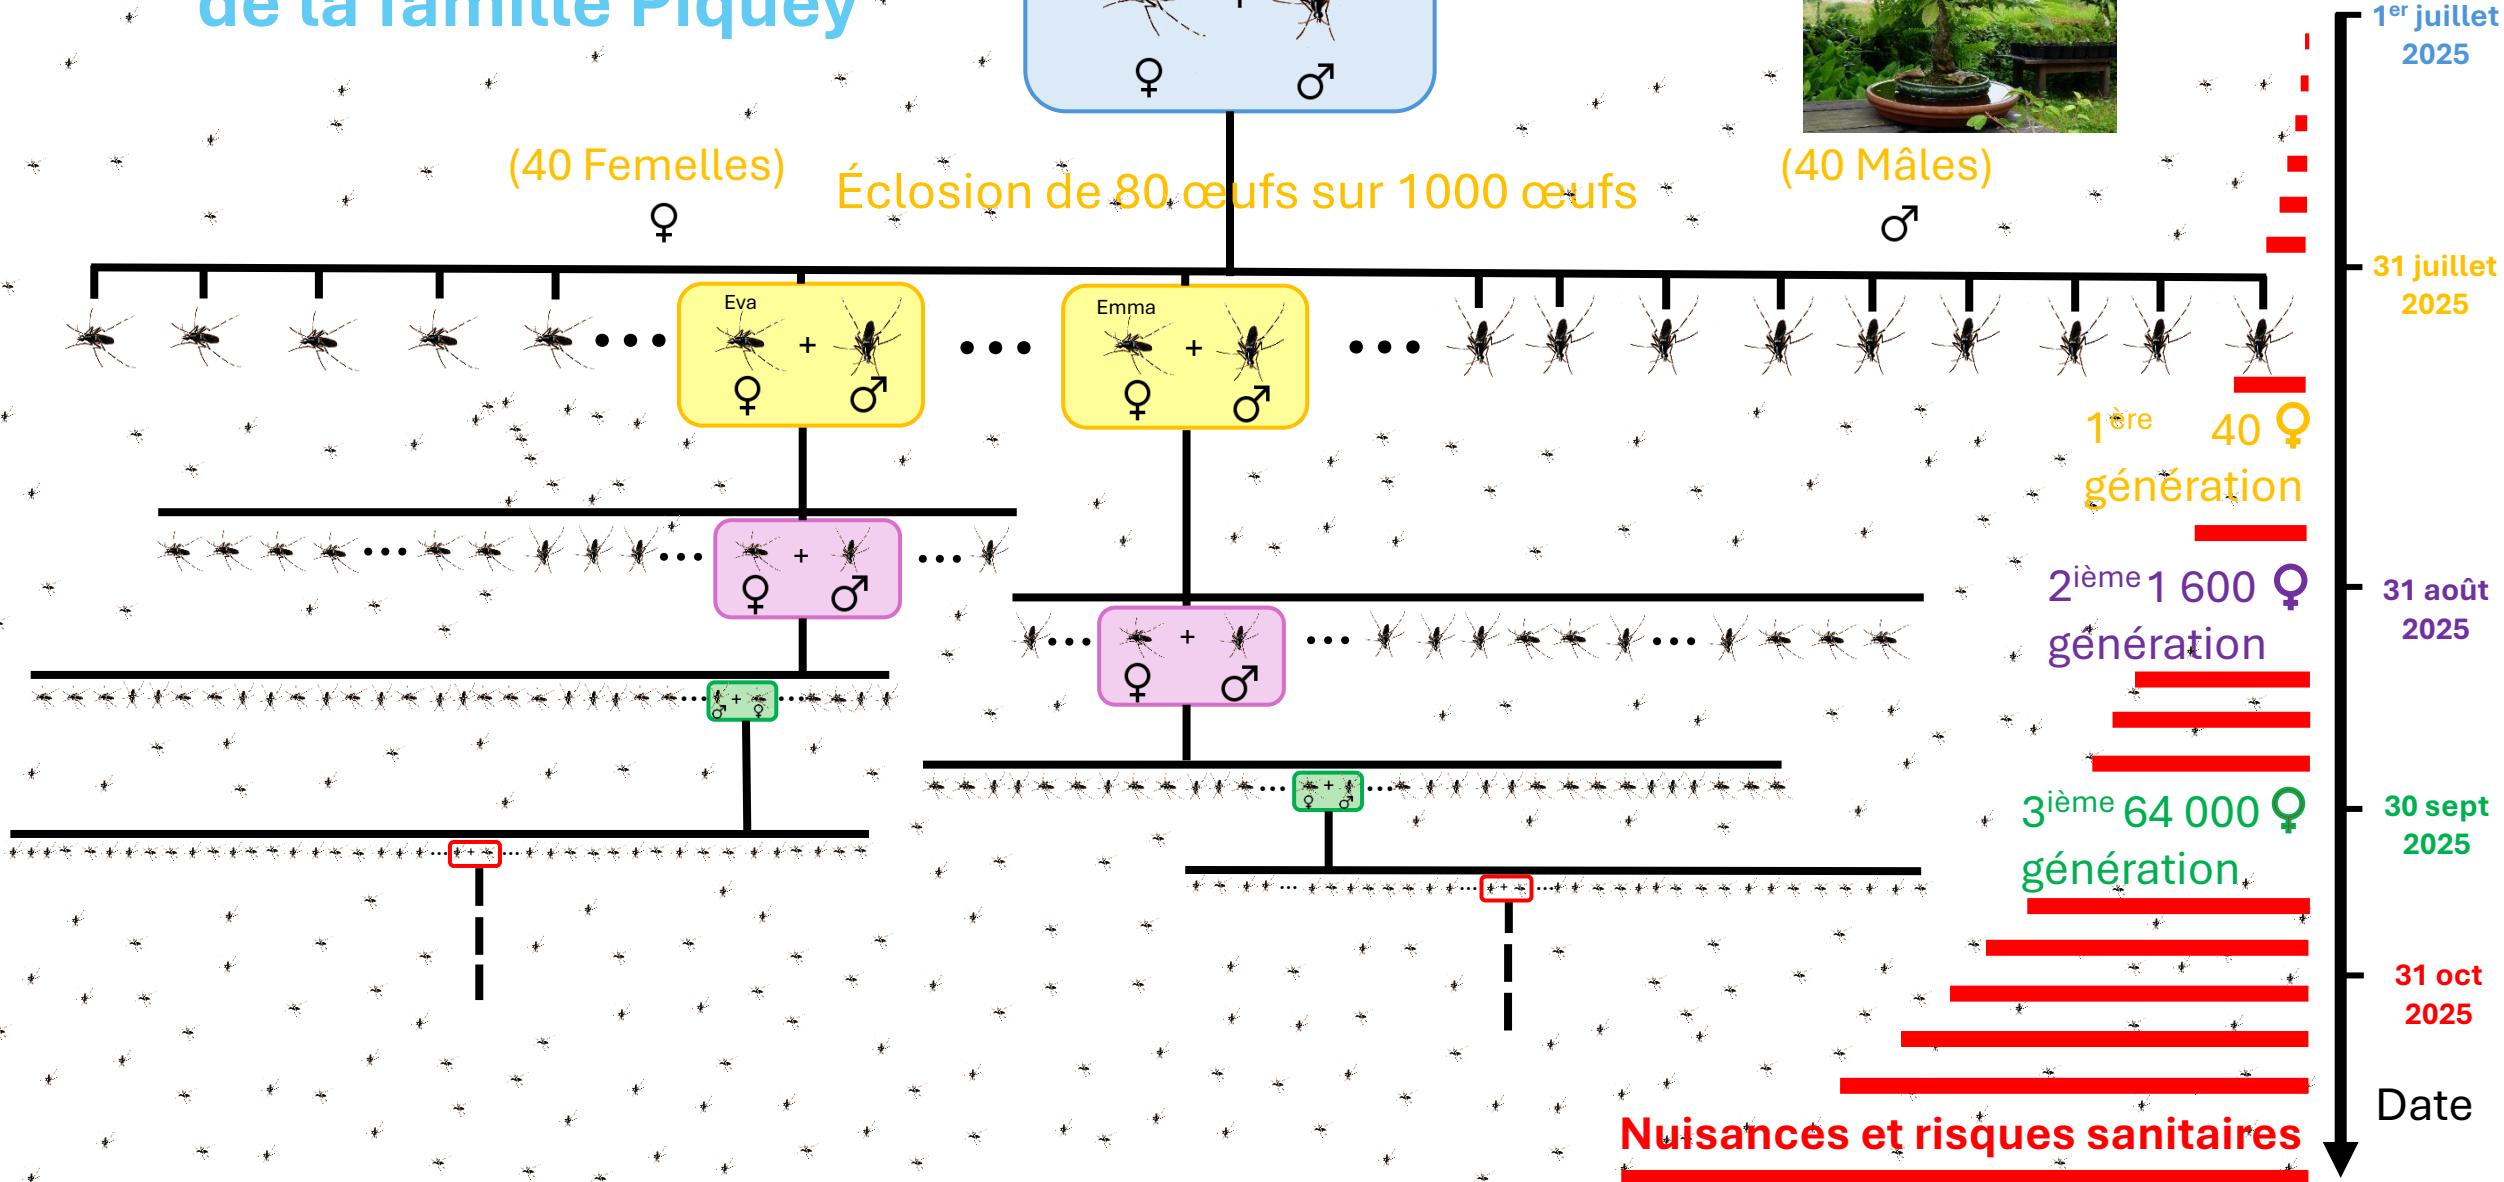 de la famille Piquey
+
♀ ♂
1er juillet
2025
(40 Femelles)
♀
Éclosion de 80 œufs sur 1000 œufs
(40 Mâles)
♂
31 juillet
2025
Eva
+
♀ ♂
Emma
+
♀ ♂
1ère 40 ♀
génération
+
♀ ♂
2ième 1 600 ♀
génération
31 août
2025
+
♀ ♂
+
♂ ♀
+
♀ ♂
3ième 64 000 ♀
génération
30 sept
2025
+
+
31 oct
2025
Date
Nuisances et risques sanitaires